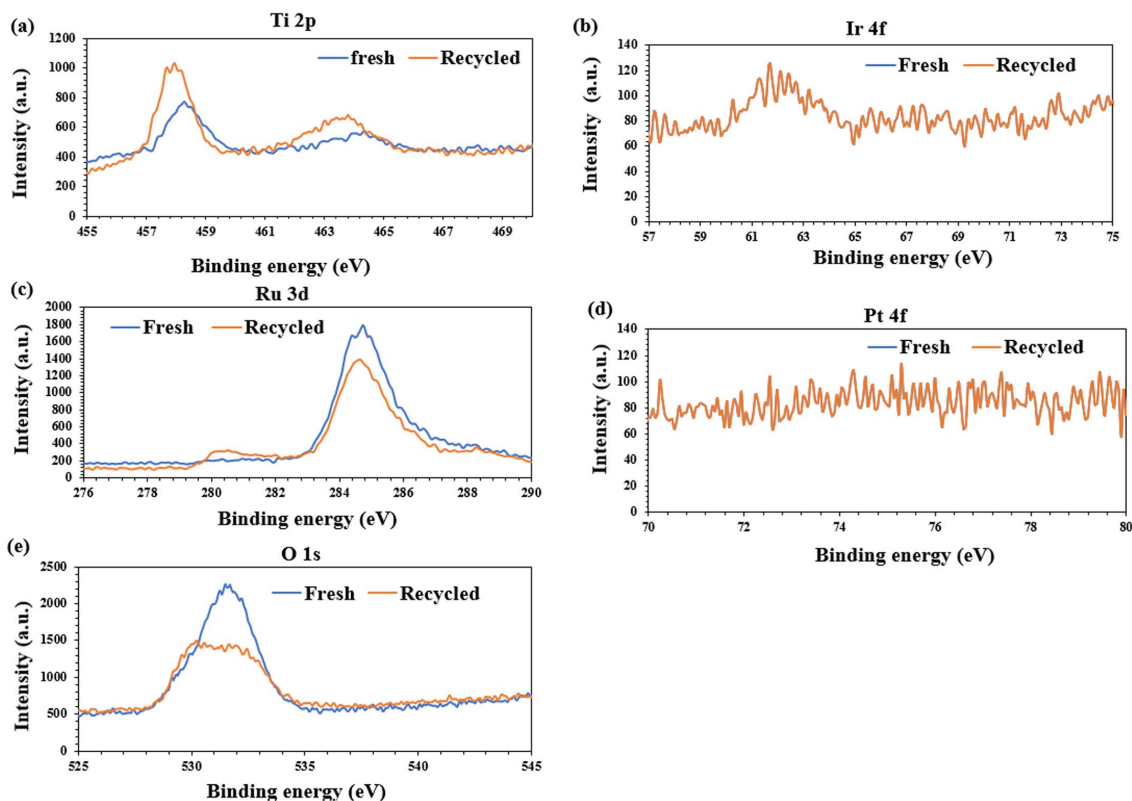 (a)
Ti 2p
fresh Recycled
Intensity (a.u.)
1200
1000
800
600
400
200
0
455 457 459 461 463 465 467 469
Binding energy (eV)
(b)
Ir 4f
Fresh Recycled
Intensity (a.u.)
140
120
100
80
60
40
20
0
57 59 61 63 65 67 69 71 73 75
Binding energy (eV)
(c)
Ru 3d
Fresh Recycled
Intensity (a.u.)
2000
1800
1600
1400
1200
1000
800
600
400
200
0
276 278 280 282 284 286 288 290
Binding energy (eV)
(d)
Pt 4f
Fresh Recycled
Intensity (a.u.)
140
120
100
80
60
40
20
0
70 72 74 76 78 80
Binding energy (eV)
(e)
O 1s
Fresh Recycled
Intensity (a.u.)
2500
2000
1500
1000
500
0
525 530 535 540 545
Binding energy (eV)